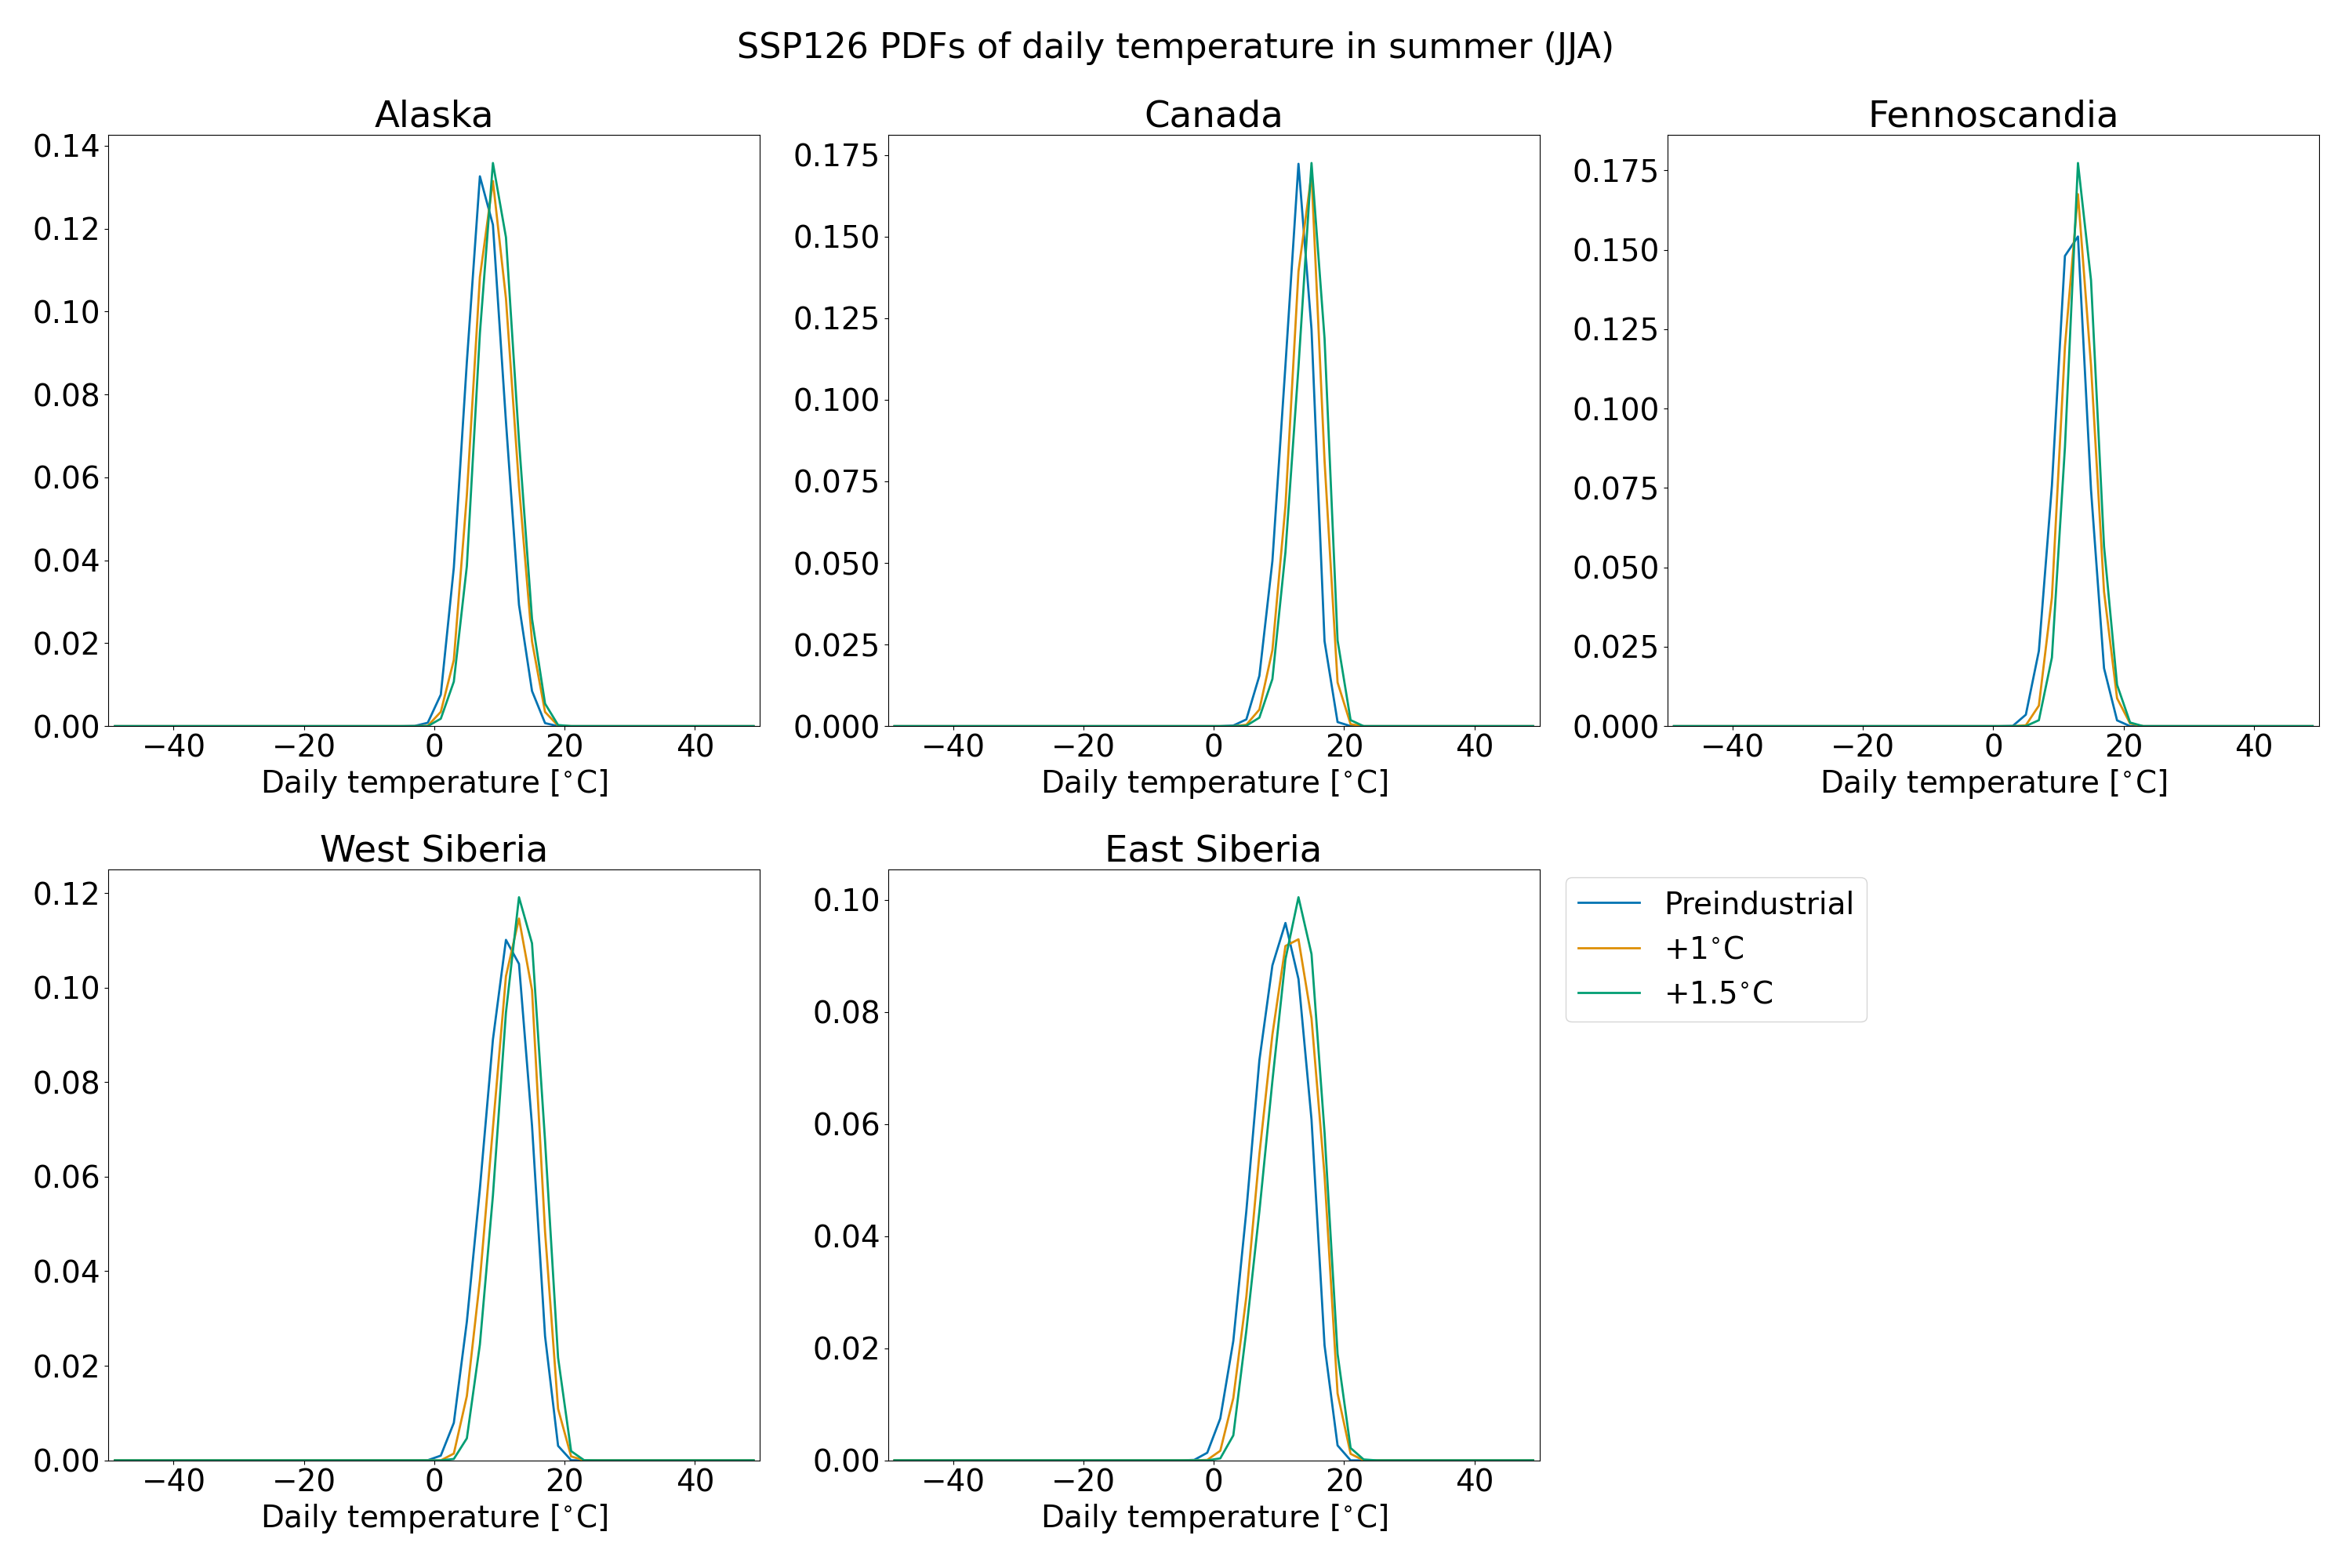 SSP126 PDFs of daily temperature in summer (JJA)
Alaska
0.14
0.12
0.10
0.08
0.06
0.04
0.02
0.00
−40 −20 0 20 40
Daily temperature [°C]
Canada
0.175
0.150
0.125
0.100
0.075
0.050
0.025
0.000
−40 −20 0 20 40
Daily temperature [°C]
Fennoscandia
0.175
0.150
0.125
0.100
0.075
0.050
0.025
0.000
−40 −20 0 20 40
Daily temperature [°C]
West Siberia
0.12
0.10
0.08
0.06
0.04
0.02
0.00
−40 −20 0 20 40
Daily temperature [°C]
East Siberia
0.10
0.08
0.06
0.04
0.02
0.00
−40 −20 0 20 40
Daily temperature [°C]
Preindustrial
+1°C
+1.5°C